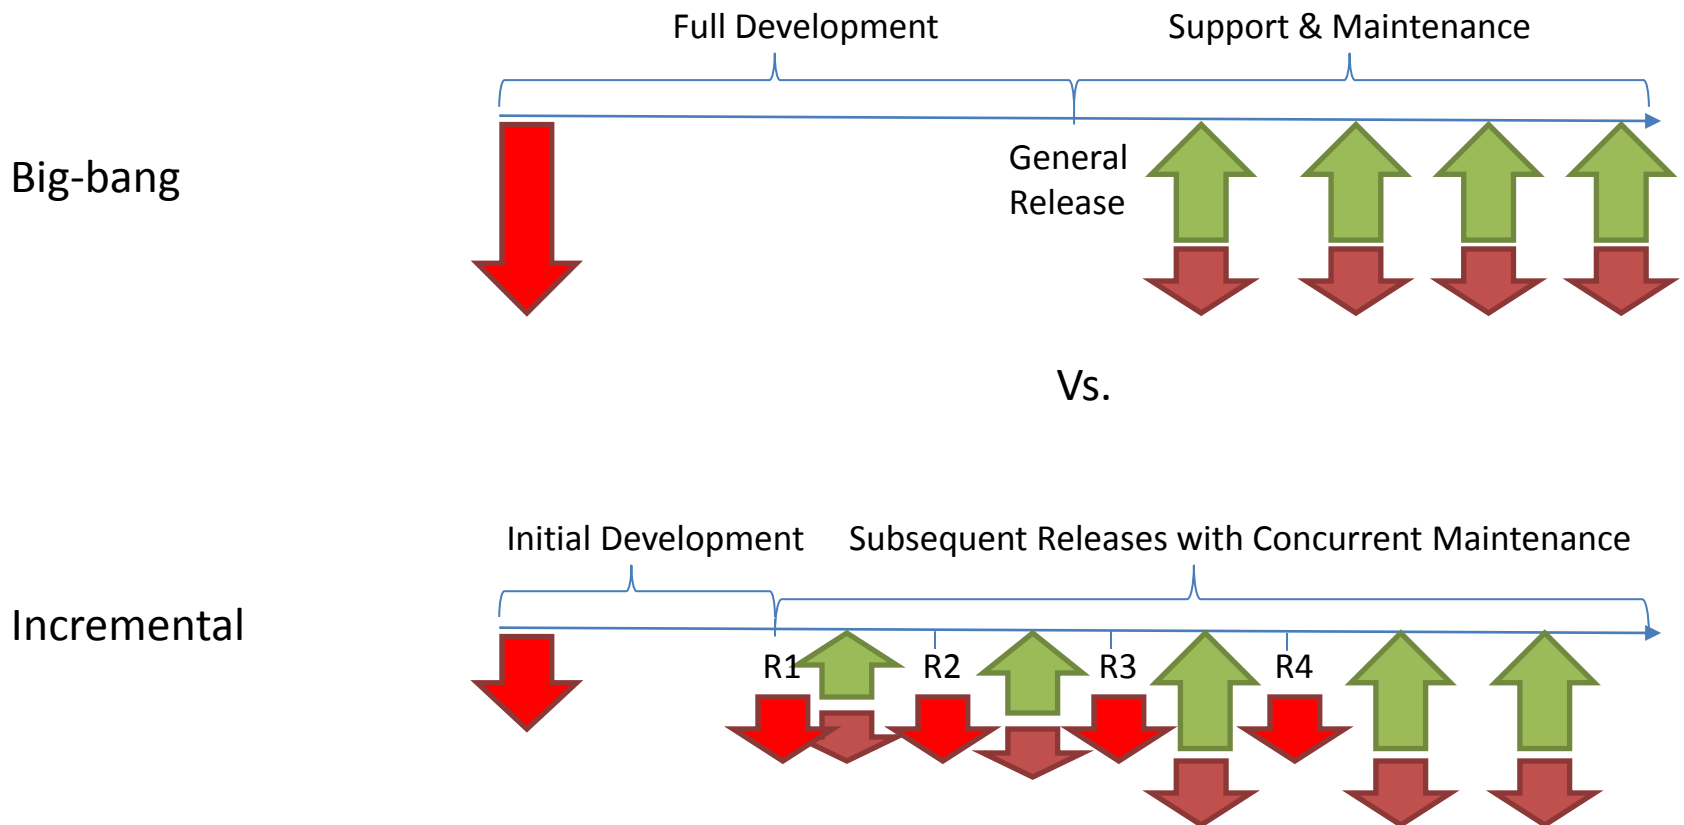 Full Development
Support & Maintenance
Big-bang
General
Release
Vs.
Initial Development
Subsequent Releases with Concurrent Maintenance
Incremental
R1
R2
R3
R4